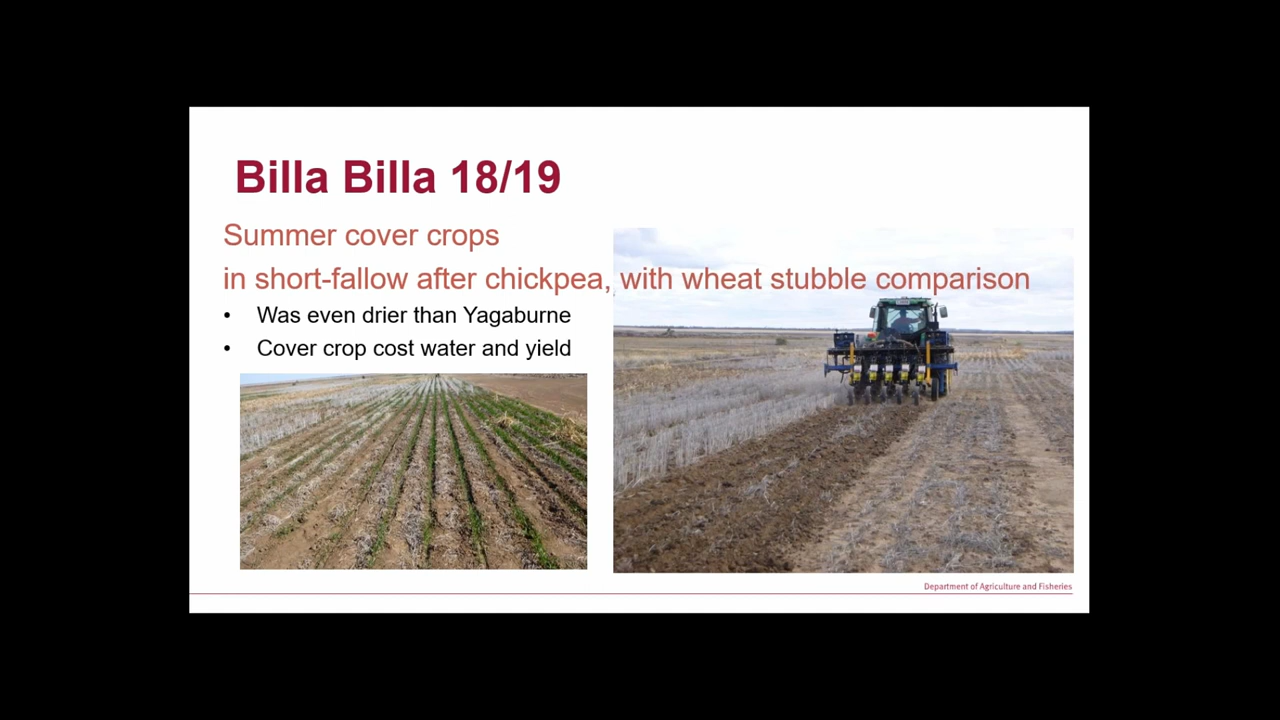 Billa Billa 18/19
Summer cover crops
in short-fallow after chickpea, with wheat stubble comparison
• Was even drier than Yagaburne
• Cover crop cost water and yield
Department of Agriculture and Fisheries